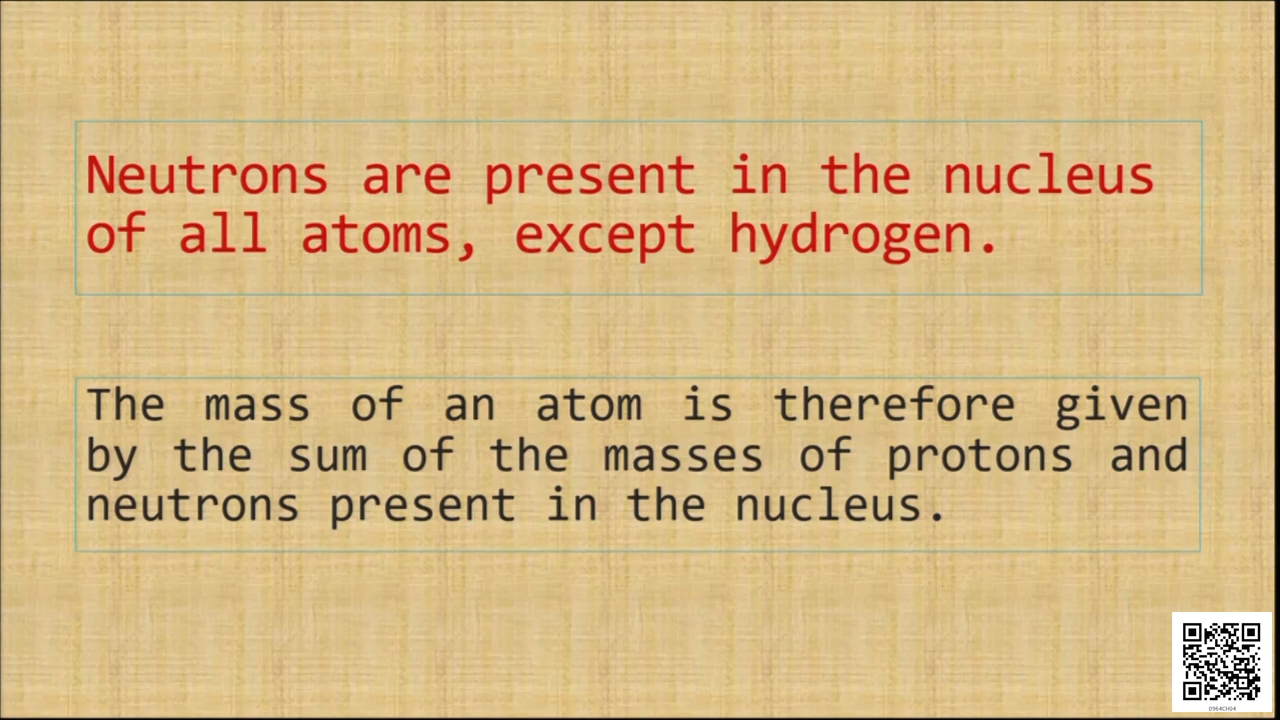 Neutrons are present in the nucleus
of all atoms, except hydrogen.
The mass of an atom is therefore given
by the sum of the masses of protons and
neutrons present in the nucleus.
0964CH04